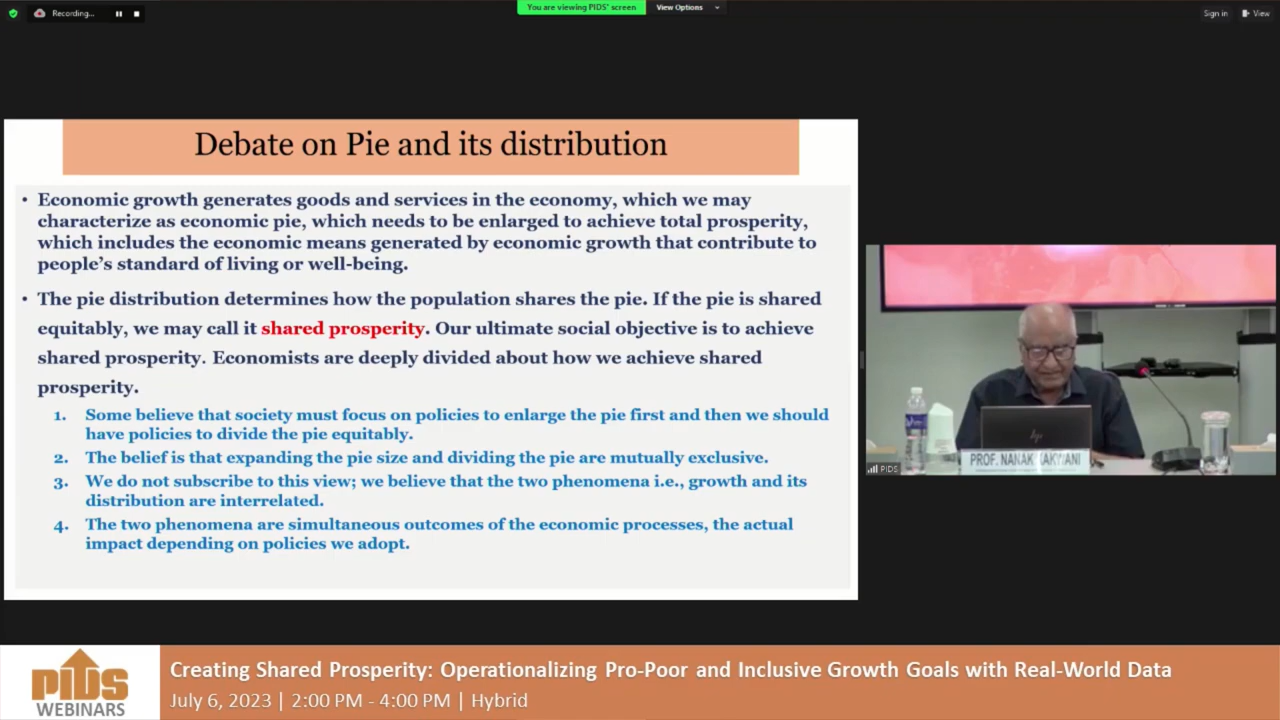 Recording...
You are viewing PIDS' screen
View Options
Sign in
View
Debate on Pie and its distribution
• Economic growth generates goods and services in the economy, which we may
characterize as economic pie, which needs to be enlarged to achieve total prosperity,
which includes the economic means generated by economic growth that contribute to
people's standard of living or well-being.
• The pie distribution determines how the population shares the pie. If the pie is shared
equitably, we may call it shared prosperity. Our ultimate social objective is to achieve
shared prosperity. Economists are deeply divided about how we achieve shared
prosperity.
1. Some believe that society must focus on policies to enlarge the pie first and then we should
have policies to divide the pie equitably.
2. The belief is that expanding the pie size and dividing the pie are mutually exclusive.
3. We do not subscribe to this view; we believe that the two phenomena i.e., growth and its
distribution are interrelated.
4. The two phenomena are simultaneous outcomes of the economic processes, the actual
impact depending on policies we adopt.
hp
PROF. NANAK KAKWANI
PIDS
PIDS
WEBINARS
Creating Shared Prosperity: Operationalizing Pro-Poor and Inclusive Growth Goals with Real-World Data
July 6, 2023 | 2:00 PM - 4:00 PM | Hybrid